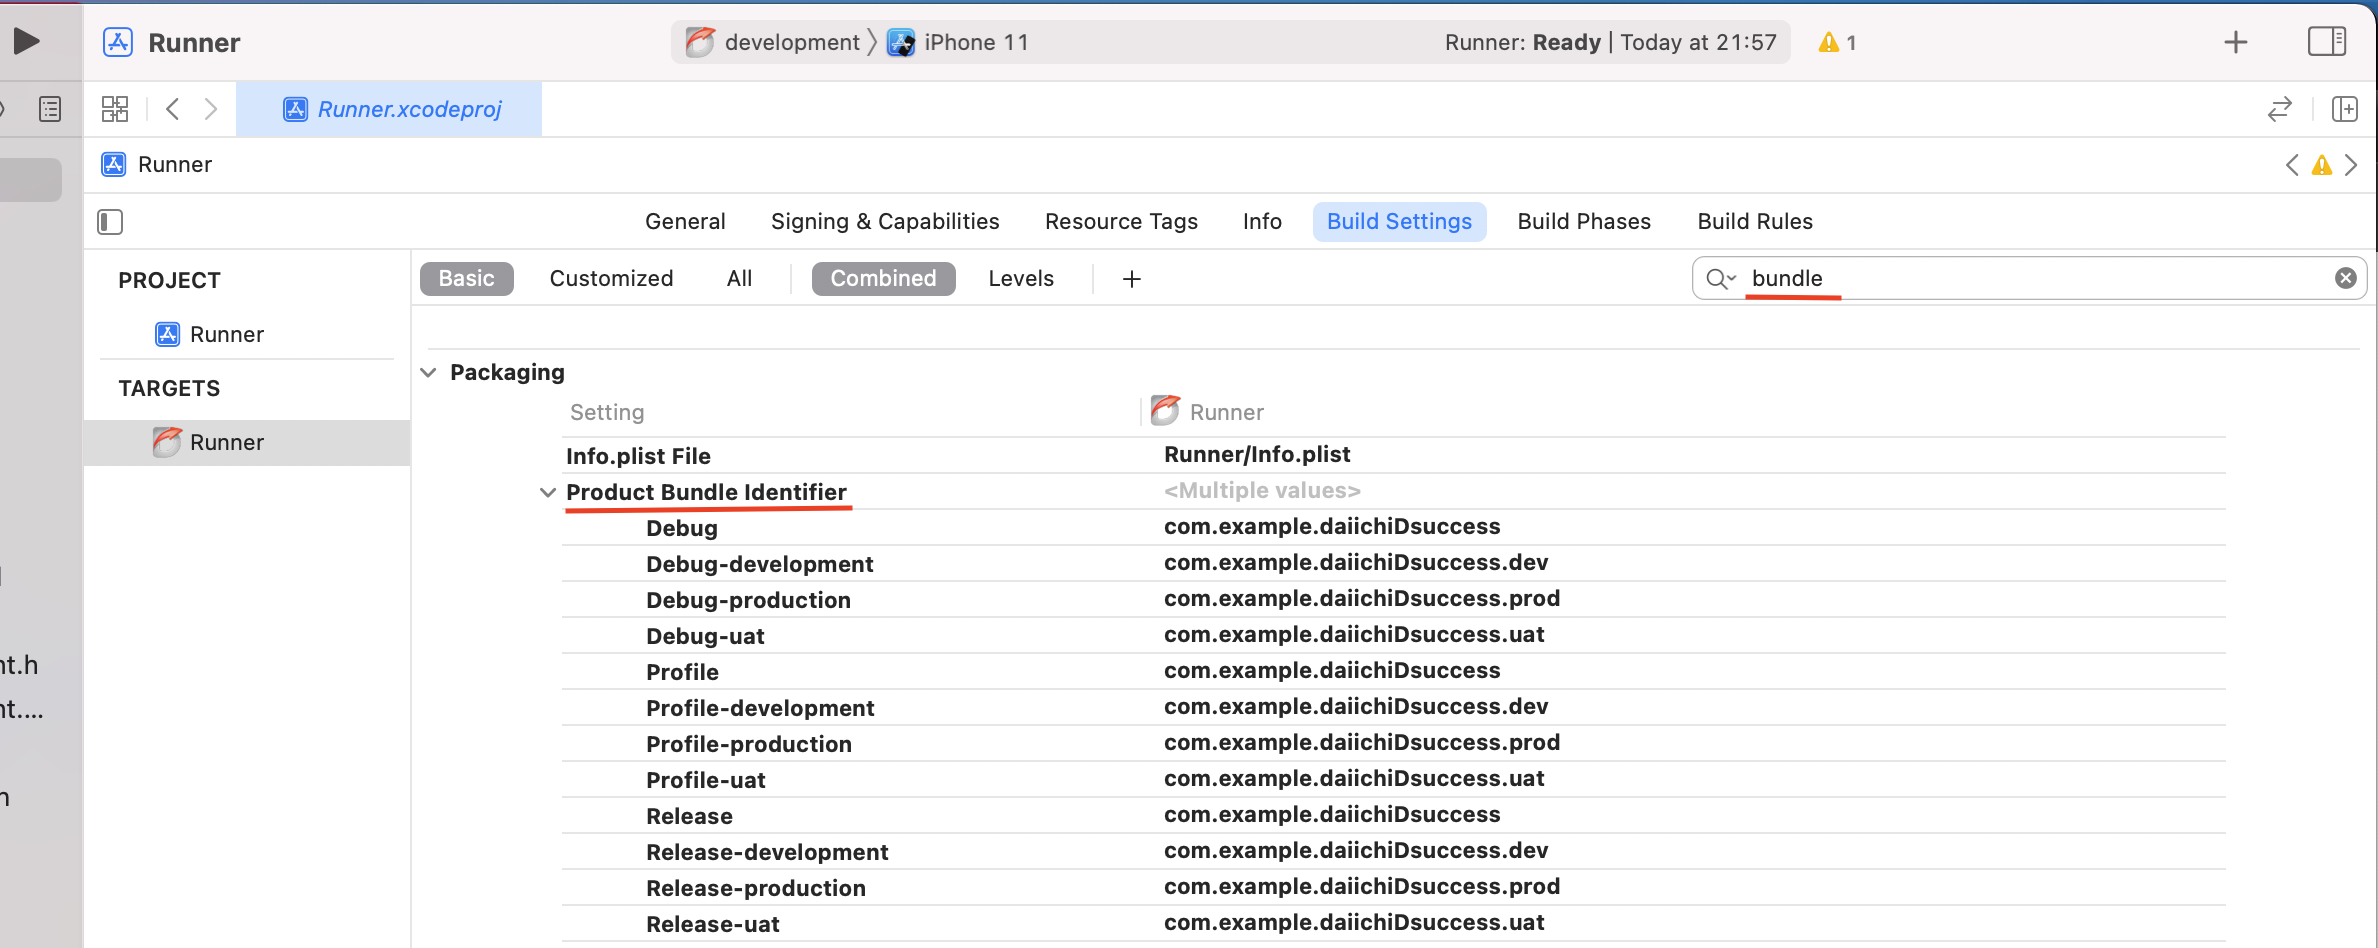 Runner
development
iPhone 11
Runner: Ready | Today at 21:57
1
Runner.xcodeproj
Runner
General
Signing & Capabilities
Resource Tags
Info
Build Settings
Build Phases
Build Rules
PROJECT
Basic
Customized
All
Combined
Levels
bundle
Runner
TARGETS
Runner
Packaging
Setting
Runner
Info.plist File
Runner/Info.plist
Product Bundle Identifier
<Multiple values>
Debug
com.example.daiichiDsuccess
Debug-development
com.example.daiichiDsuccess.dev
Debug-production
com.example.daiichiDsuccess.prod
Debug-uat
com.example.daiichiDsuccess.uat
Profile
com.example.daiichiDsuccess
Profile-development
com.example.daiichiDsuccess.dev
Profile-production
com.example.daiichiDsuccess.prod
Profile-uat
com.example.daiichiDsuccess.uat
Release
com.example.daiichiDsuccess
Release-development
com.example.daiichiDsuccess.dev
Release-production
com.example.daiichiDsuccess.prod
Release-uat
com.example.daiichiDsuccess.uat
nt.h
nt....